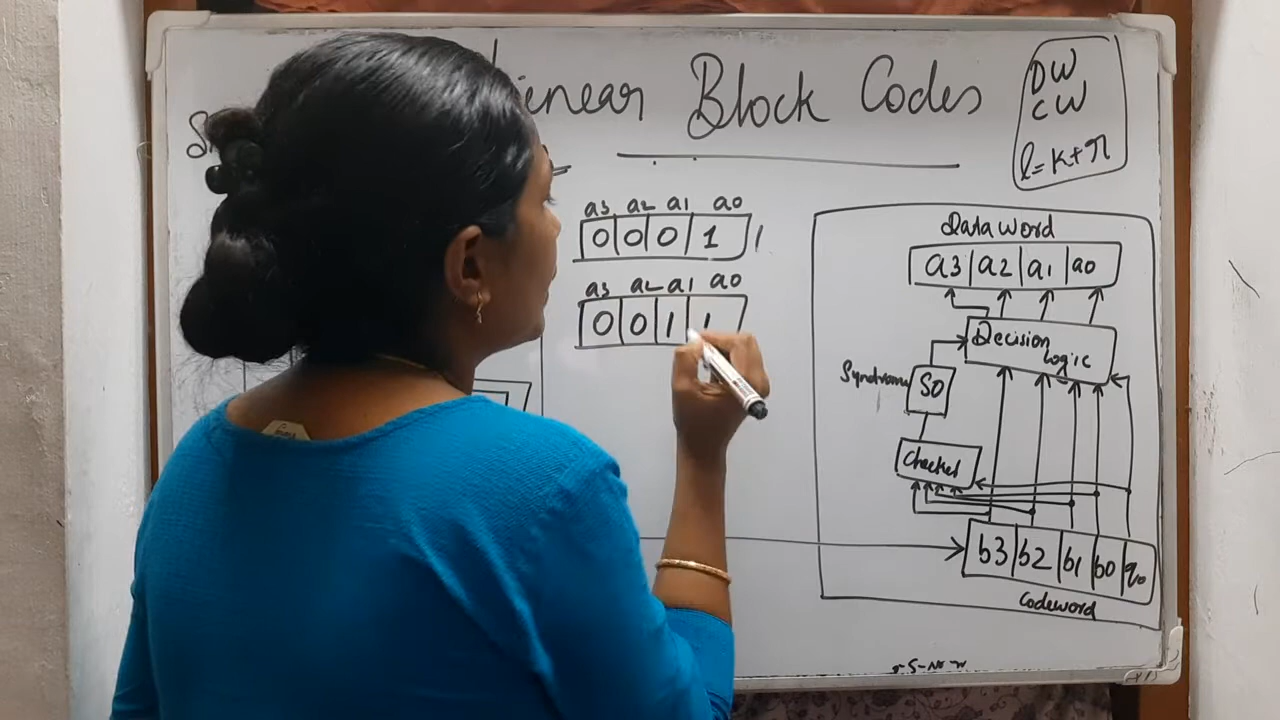 Linear Block Codes
DW
CW
l=k+r
a3 a2 a1 a0
0 0 0 1 1
a3 a2 a1 a0
0 0 1 1
Dataword
a3 a2 a1 a0
Decision
Logic
Syndrome S0
Checker
b3 b2 b1 b0 q0
Codeword